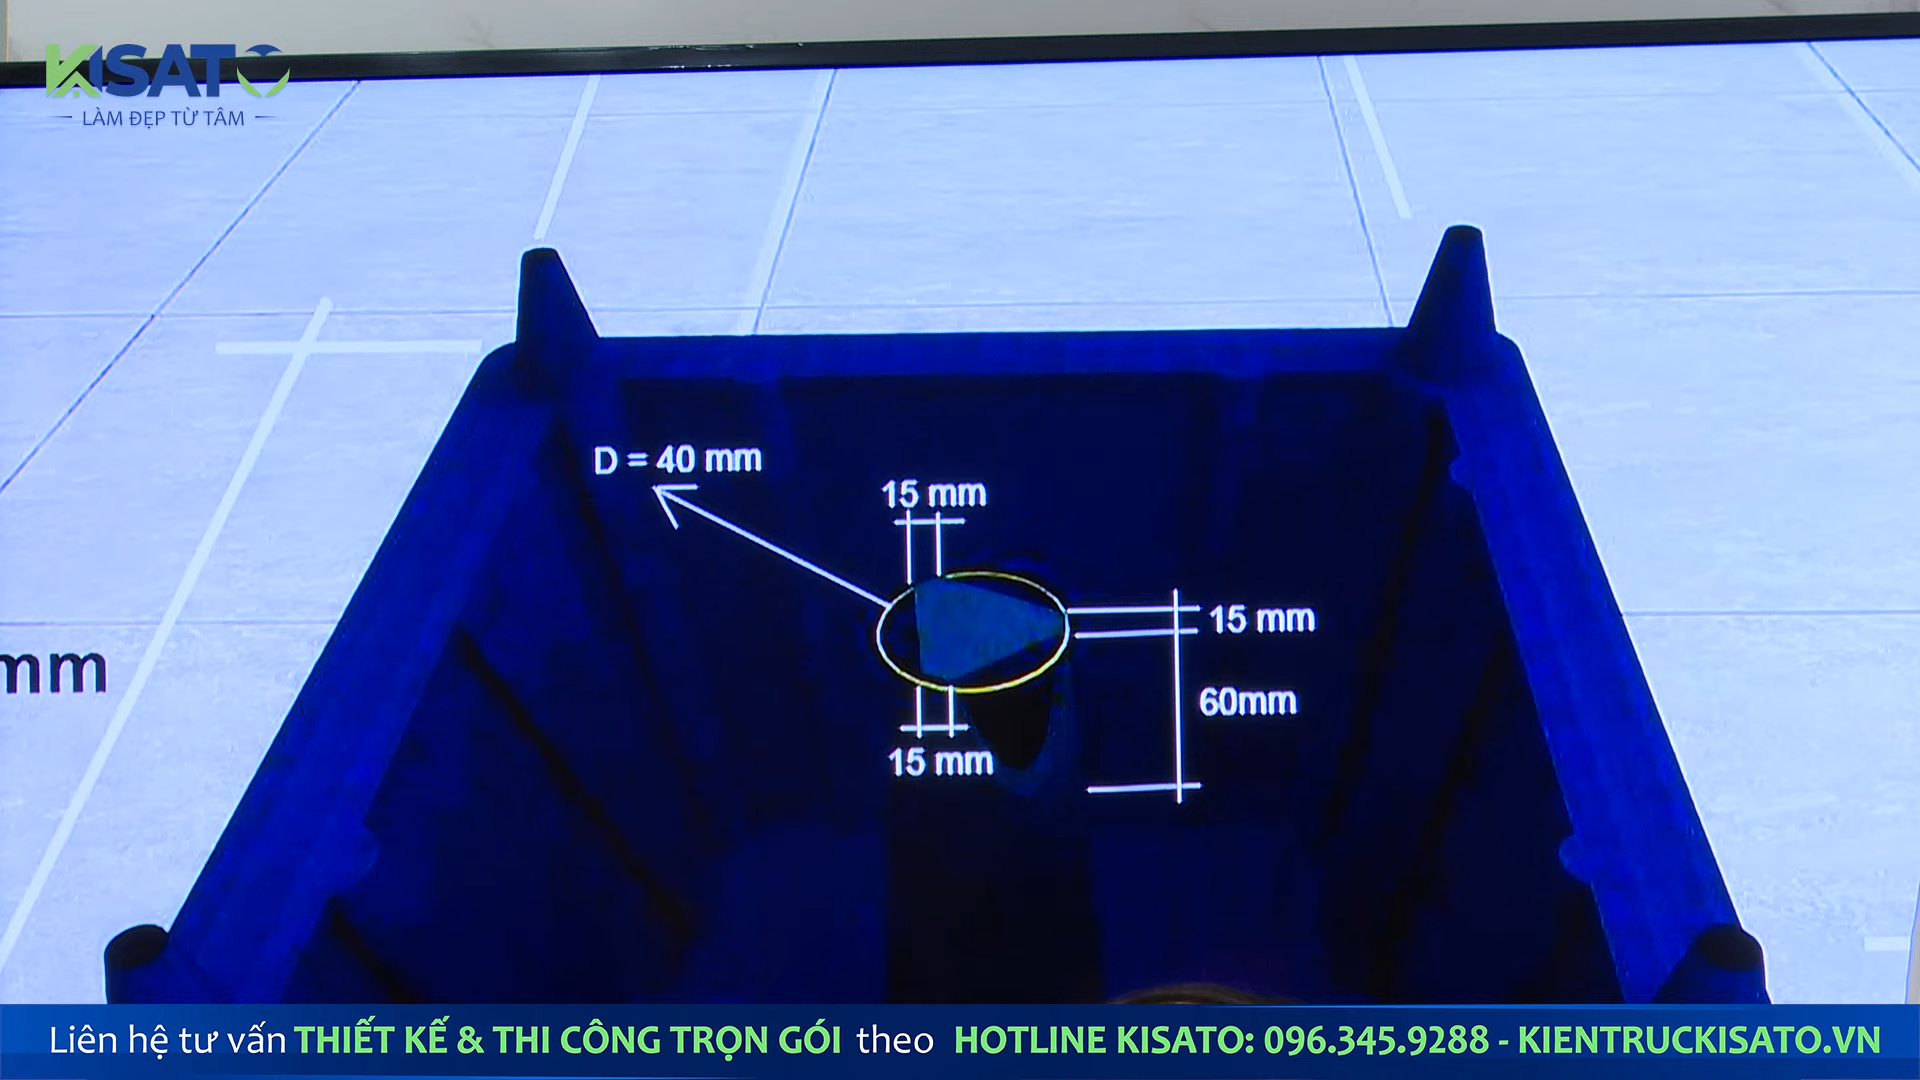 KISATO
LÀM ĐẸP TỪ TÂM
D = 40 mm
15 mm
15 mm
mm
60mm
15 mm
Liên hệ tư vấn THIẾT KẾ & THI CÔNG TRỌN GÓI theo HOTLINE KISATO: 096.345.9288 - KIENTRUCKISATO.VN